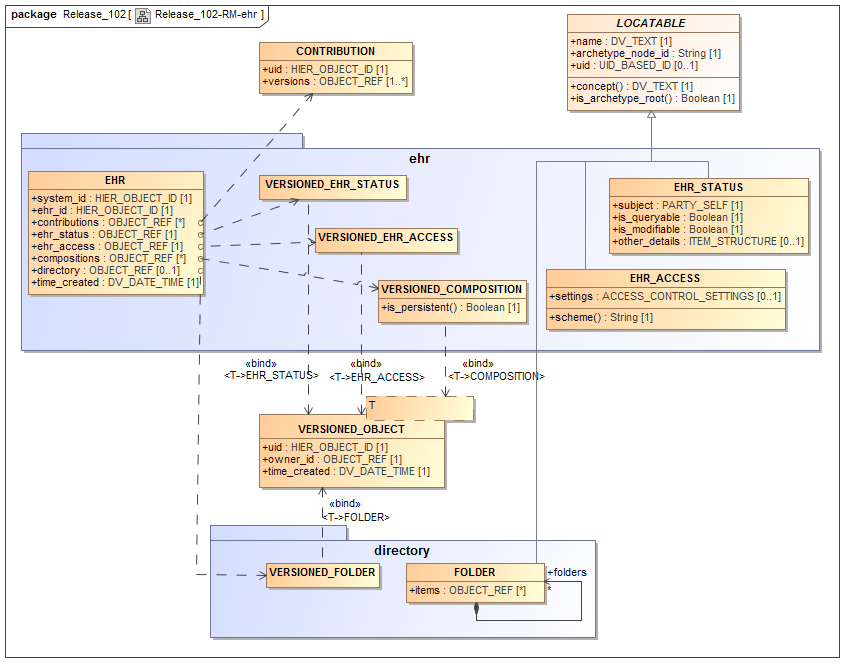 package Release_102 [ Release_102-RM-ehr ]
LOCATABLE
+name : DV_TEXT [1]
+archetype_node_id : String [1]
+uid : UID_BASED_ID [0..1]
+concept() : DV_TEXT [1]
+is_archetype_root() : Boolean [1]
CONTRIBUTION
+uid : HIER_OBJECT_ID [1]
+versions : OBJECT_REF [1..*]
ehr
EHR
+system_id : HIER_OBJECT_ID [1]
+ehr_id : HIER_OBJECT_ID [1]
+contributions : OBJECT_REF [*]
+ehr_status : OBJECT_REF [1]
+ehr_access : OBJECT_REF [1]
+compositions : OBJECT_REF [*]
+directory : OBJECT_REF [0..1]
+time_created : DV_DATE_TIME [1]
VERSIONED_EHR_STATUS
VERSIONED_EHR_ACCESS
VERSIONED_COMPOSITION
+is_persistent() : Boolean [1]
EHR_STATUS
+subject : PARTY_SELF [1]
+is_queryable : Boolean [1]
+is_modifiable : Boolean [1]
+other_details : ITEM_STRUCTURE [0..1]
EHR_ACCESS
+settings : ACCESS_CONTROL_SETTINGS [0..1]
+scheme() : String [1]
«bind»
<T->EHR_STATUS>
«bind»
<T->EHR_ACCESS>
«bind»
<T->COMPOSITION>
T
VERSIONED_OBJECT
+uid : HIER_OBJECT_ID [1]
+owner_id : OBJECT_REF [1]
+time_created : DV_DATE_TIME [1]
«bind»
<T->FOLDER>
directory
VERSIONED_FOLDER
FOLDER
+items : OBJECT_REF [*]
+folders
*